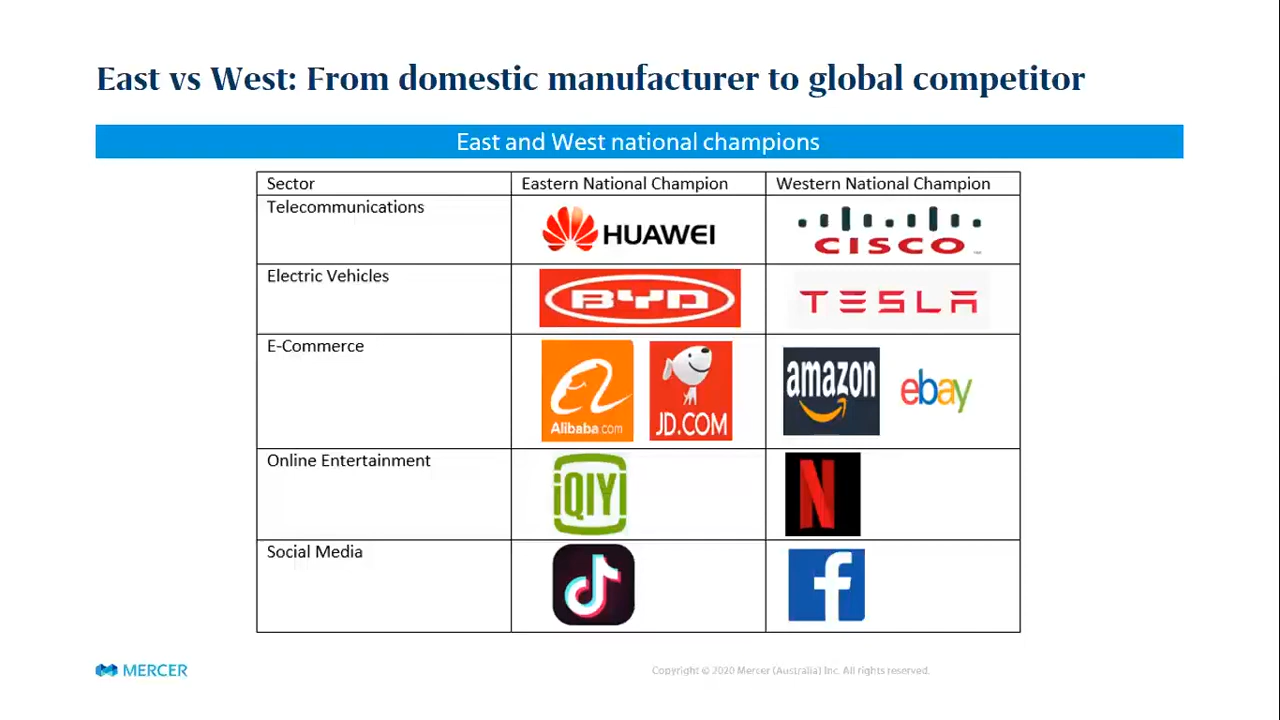 East vs West: From domestic manufacturer to global competitor
East and West national champions
Sector Eastern National Champion Western National Champion
Telecommunications
HUAWEI
CISCO
Electric Vehicles
BYD
TESLA
E-Commerce
Alibaba.com
JD.COM
amazon
ebay
Online Entertainment
iQIYI
N
Social Media
f
MERCER
Copyright © 2020 Mercer (Australia) Inc. All rights reserved.